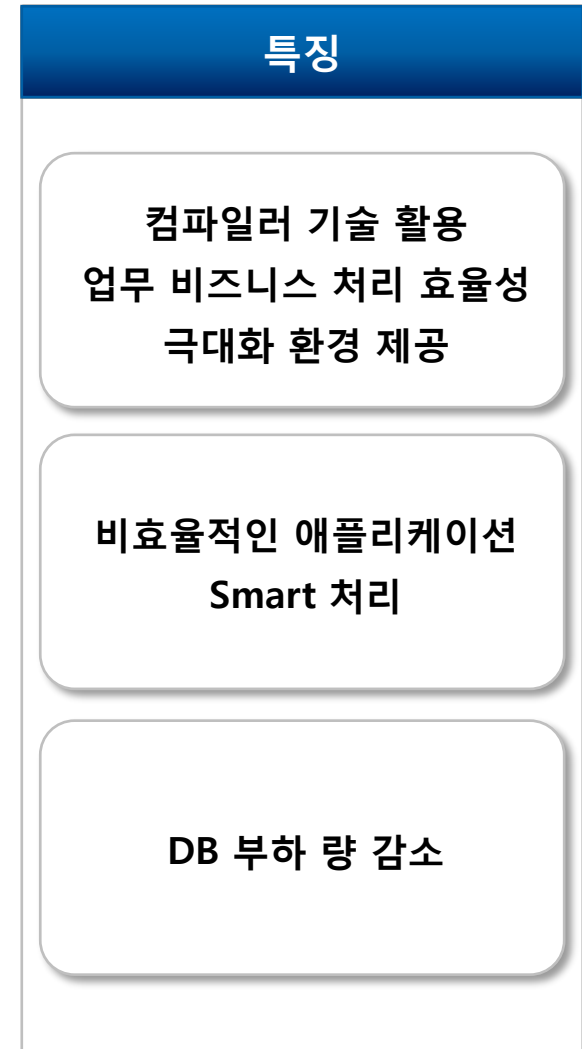 특징
컴파일러 기술 활용
업무 비즈니스 처리 효율성
극대화 환경 제공
비효율적인 애플리케이션
Smart 처리
DB 부하 량 감소